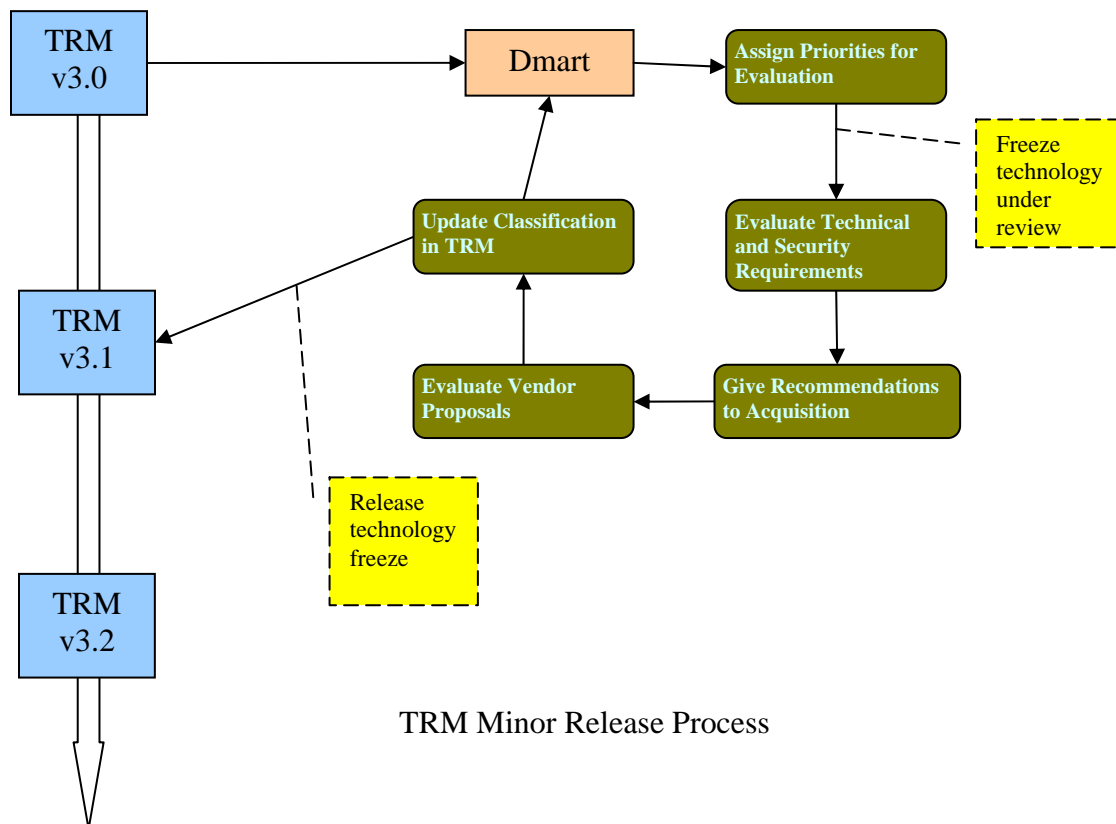 TRM
v3.0
Dmart
Assign Priorities for
Evaluation
Freeze
technology
under
review
Update Classification
in TRM
Evaluate Technical
and Security
Requirements
TRM
v3.1
Evaluate Vendor
Proposals
Give Recommendations
to Acquisition
Release
technology
freeze
TRM
v3.2
TRM Minor Release Process